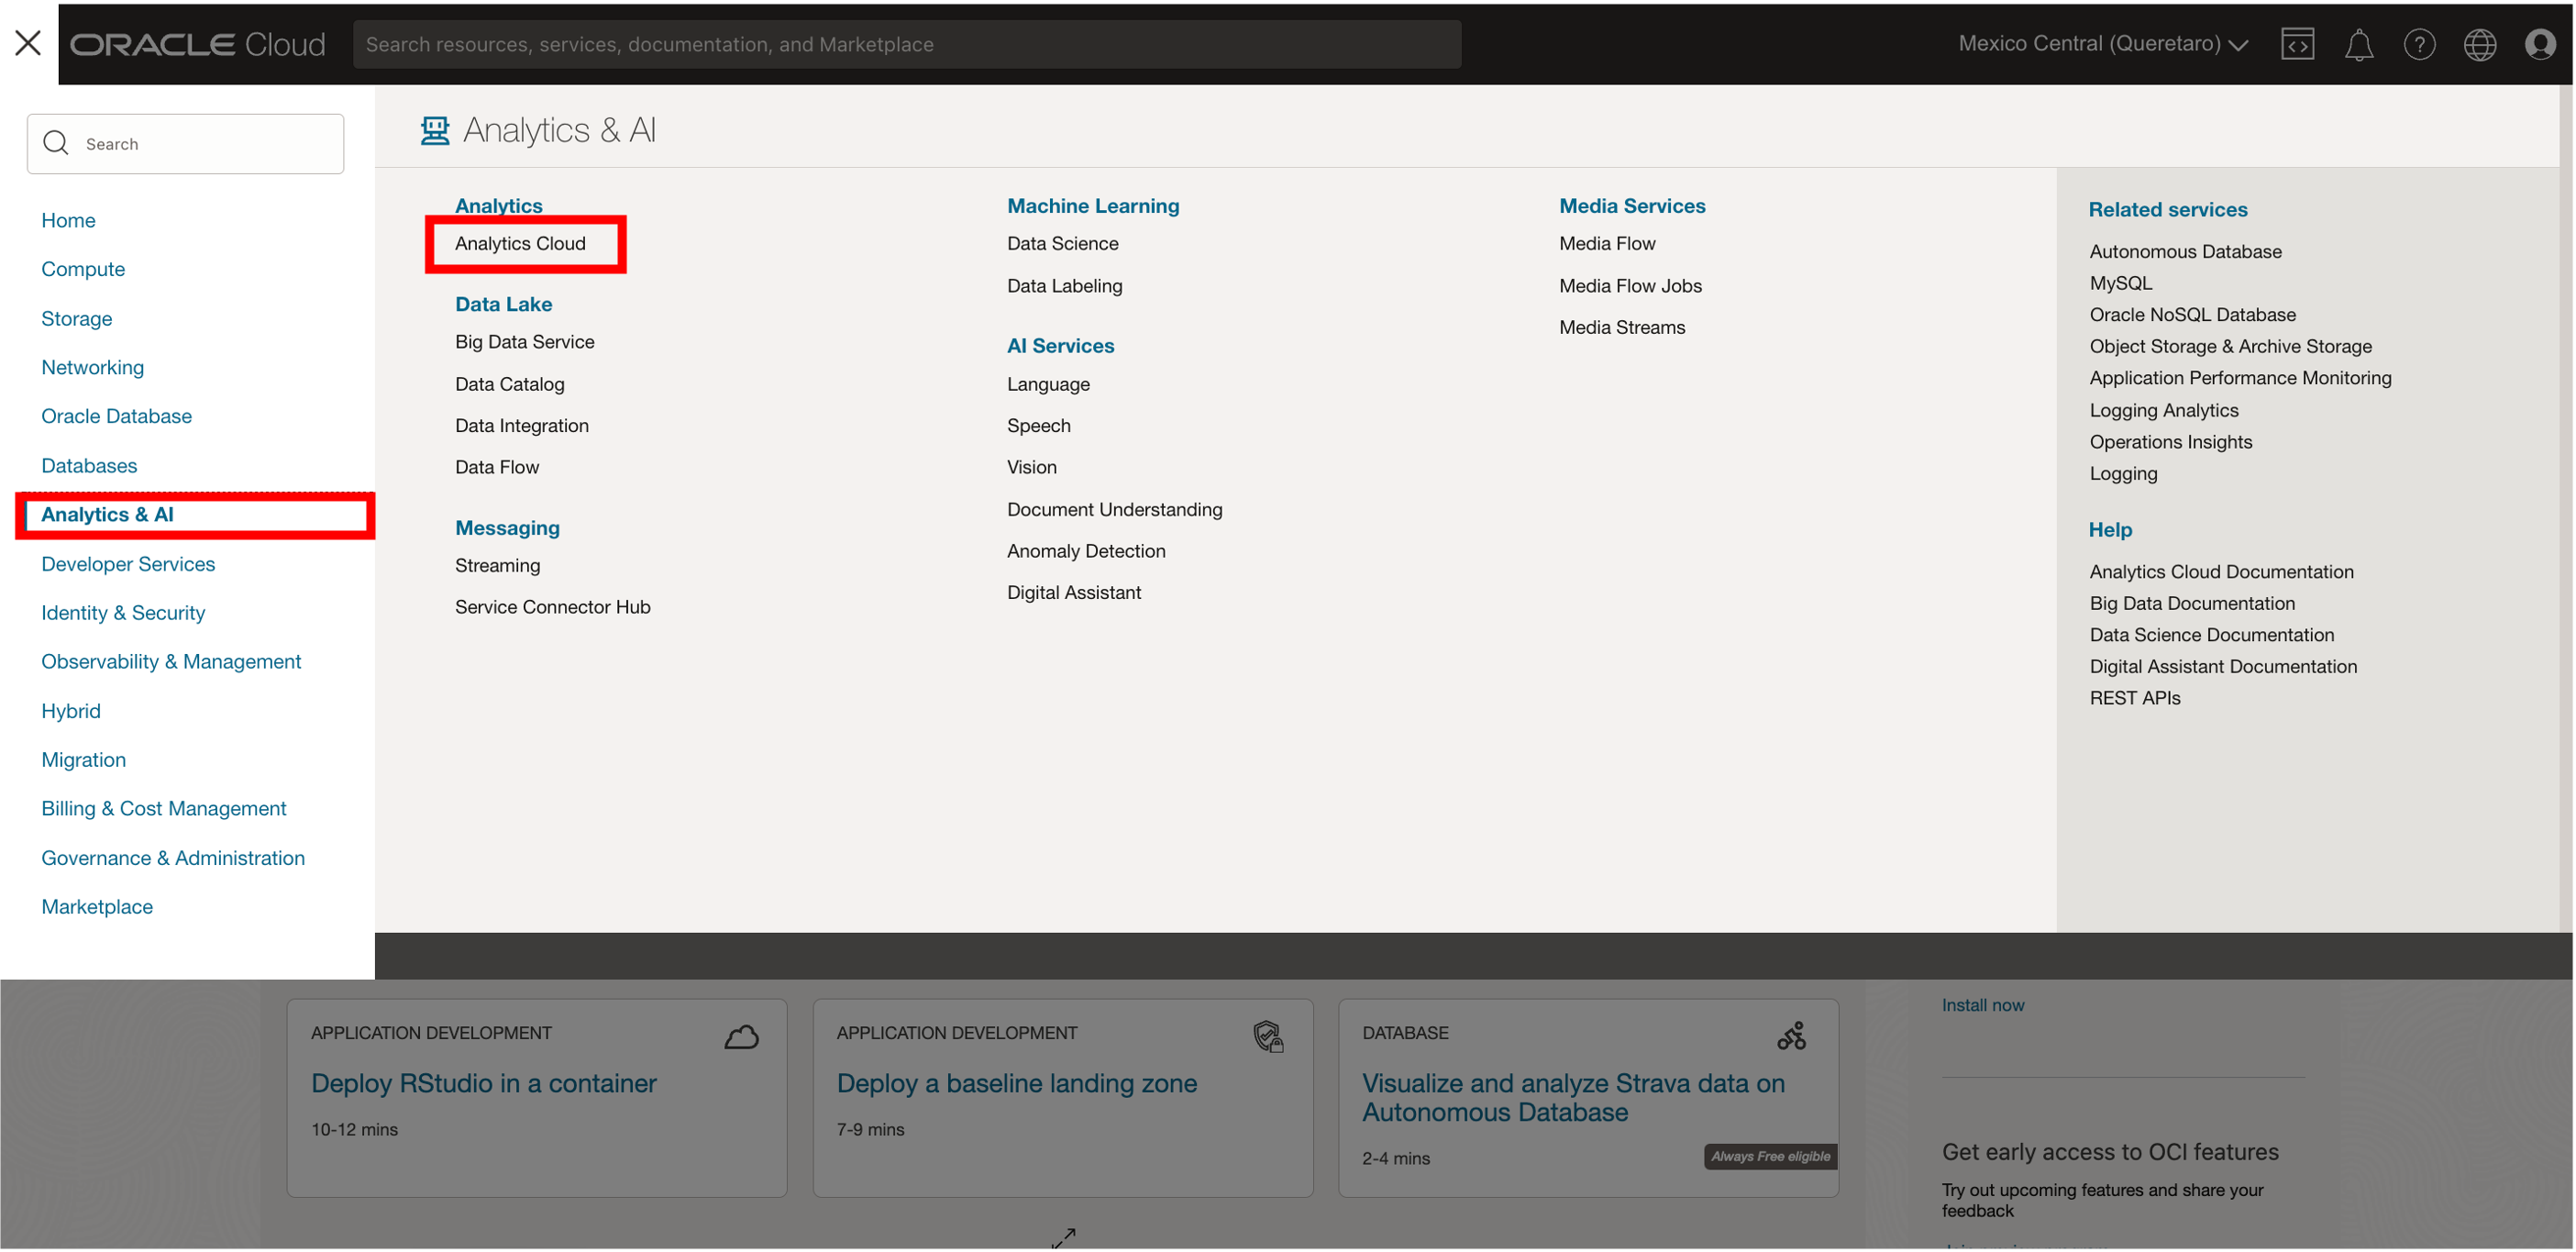 ORACLE Cloud
Search resources, services, documentation, and Marketplace
Mexico Central (Queretaro)
Search
Home
Compute
Storage
Networking
Oracle Database
Databases
Analytics & AI
Developer Services
Identity & Security
Observability & Management
Hybrid
Migration
Billing & Cost Management
Governance & Administration
Marketplace
Analytics & AI
Analytics
Analytics Cloud
Data Lake
Big Data Service
Data Catalog
Data Integration
Data Flow
Messaging
Streaming
Service Connector Hub
Machine Learning
Data Science
Data Labeling
AI Services
Language
Speech
Vision
Document Understanding
Anomaly Detection
Digital Assistant
Media Services
Media Flow
Media Flow Jobs
Media Streams
Related services
Autonomous Database
MySQL
Oracle NoSQL Database
Object Storage & Archive Storage
Application Performance Monitoring
Logging Analytics
Operations Insights
Logging
Help
Analytics Cloud Documentation
Big Data Documentation
Data Science Documentation
Digital Assistant Documentation
REST APIs
APPLICATION DEVELOPMENT
Deploy RStudio in a container
10-12 mins
APPLICATION DEVELOPMENT
Deploy a baseline landing zone
7-9 mins
DATABASE
Visualize and analyze Strava data on
Autonomous Database
2-4 mins
Always Free eligible
Install now
Get early access to OCI features
Try out upcoming features and share your
feedback